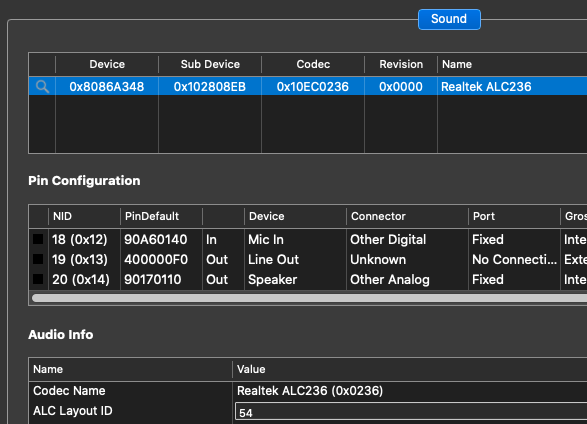 Sound
Device Sub Device Codec Revision Name
0x8086A348 0x102808EB 0x10EC0236 0x0000 Realtek ALC236
Pin Configuration
NID PinDefault Device Connector Port Gros
18 (0x12) 90A60140 In Mic In Other Digital Fixed Inte
19 (0x13) 400000F0 Out Line Out Unknown No Connecti... Exte
20 (0x14) 90170110 Out Speaker Other Analog Fixed Inte
Audio Info
Name Value
Codec Name Realtek ALC236 (0x0236)
ALC Layout ID 54